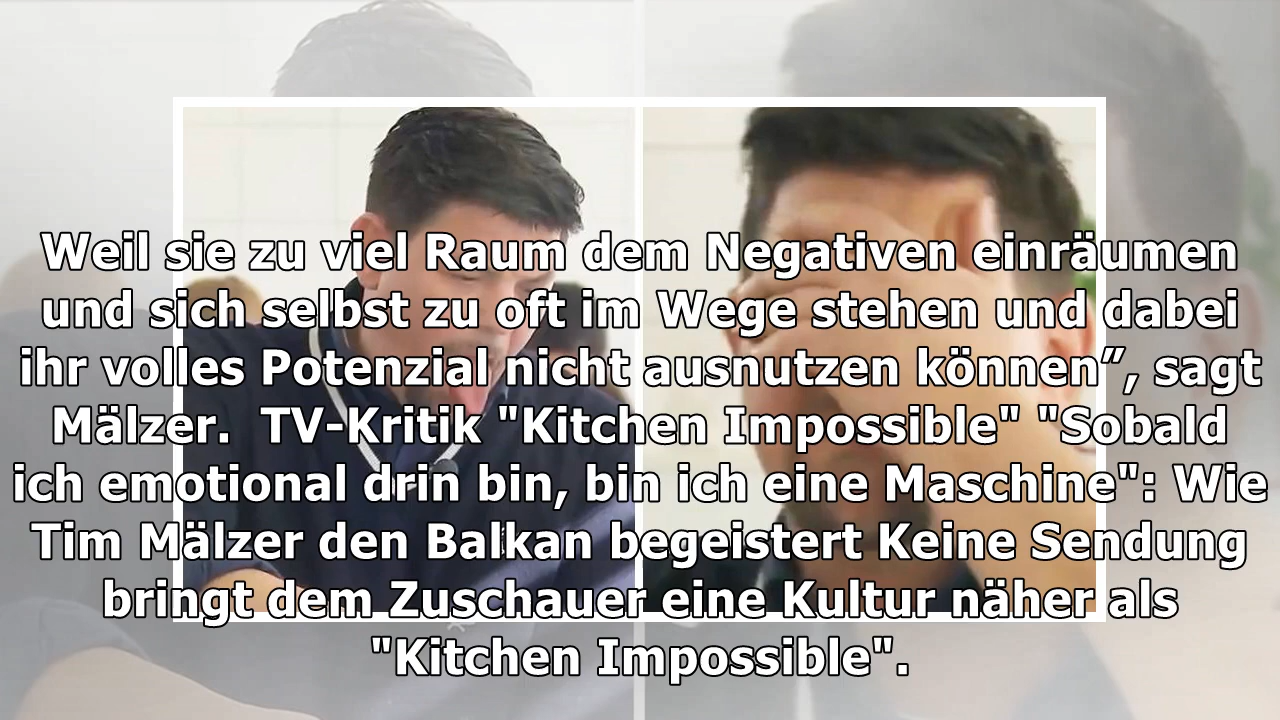 Weil sie zu viel Raum dem Negativen einräumen
und sich selbst zu oft im Wege stehen und dabei
ihr volles Potenzial nicht ausnutzen können”, sagt
Mälzer.  TV-Kritik "Kitchen Impossible" "Sobald
ich emotional drin bin, bin ich eine Maschine": Wie
Tim Mälzer den Balkan begeistert Keine Sendung
bringt dem Zuschauer eine Kultur näher als
"Kitchen Impossible".